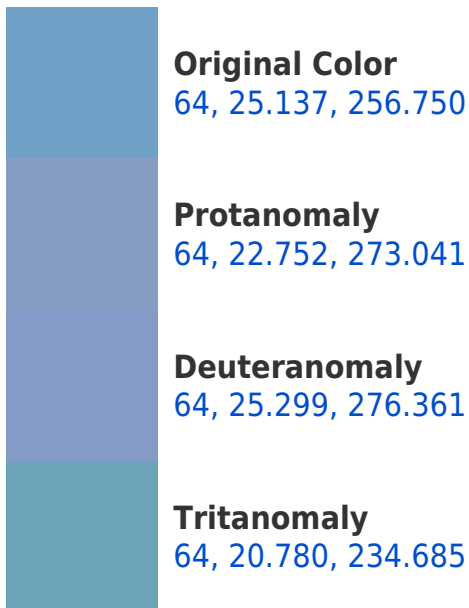 Original Color
64, 25.137, 256.750
Protanomaly
64, 22.752, 273.041
Deuteranomaly
64, 25.299, 276.361
Tritanomaly
64, 20.780, 234.685